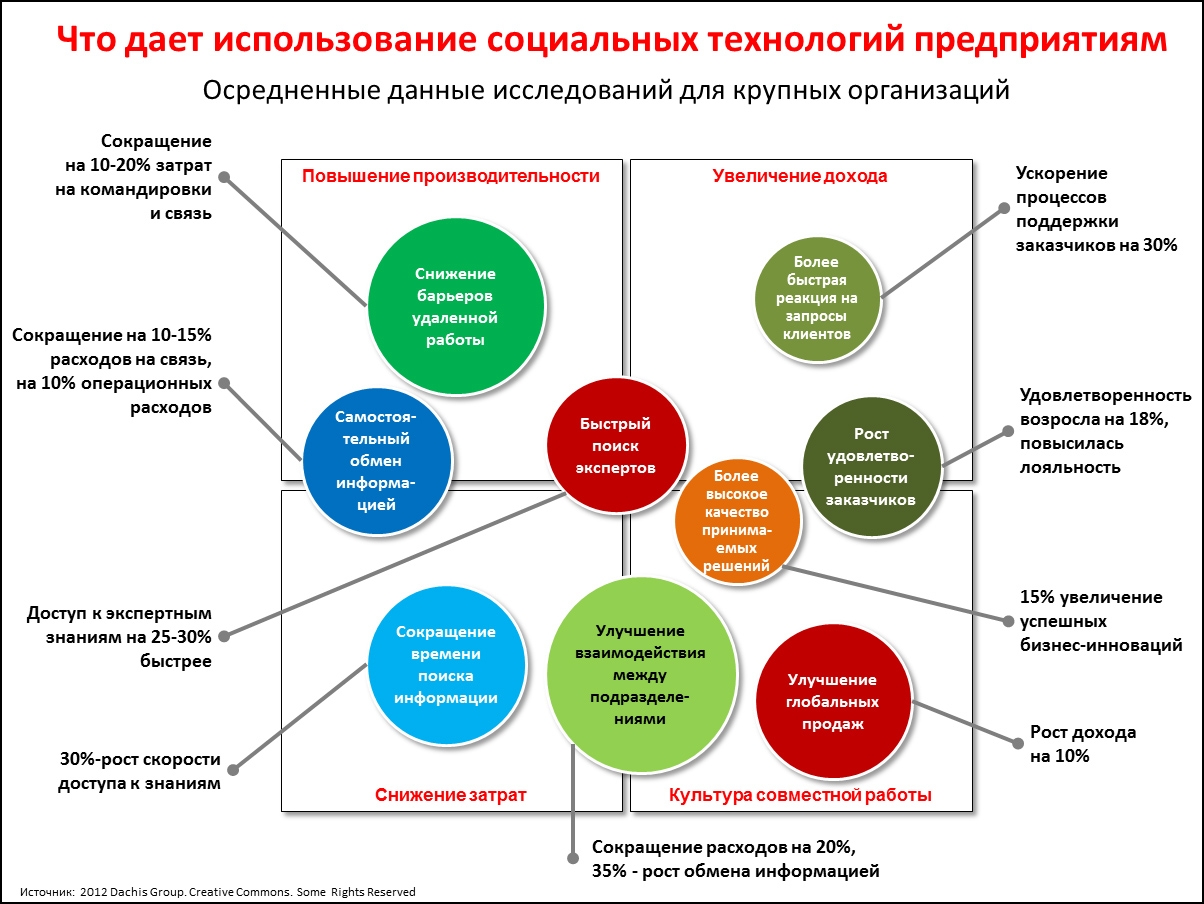 Что дает использование социальных технологий предприятиям
Осредненные данные исследований для крупных организаций
Сокращение
на 10-20% затрат
на командировки
и связь
Повышение производительности
Увеличение дохода
Ускорение
процессов
поддержки
заказчиков на 30%
Снижение
барьеров
удаленной
работы
Более
быстрая
реакция на
запросы
клиентов
Сокращение на 10-15%
расходов на связь,
на 10% операционных
расходов
Самостоя-
тельный
обмен
информа-
цией
Быстрый
поиск
экспертов
Рост
удовлетво-
ренности
заказчиков
Удовлетворенность
возросла на 18%,
повысилась
лояльность
Более
высокое
качество
принима-
емых
решений
Доступ к экспертным
знаниям на 25-30%
быстрее
Сокращение
времени
поиска
информации
Улучшение
взаимодействия
между
подразделе-
ниями
Улучшение
глобальных
продаж
15% увеличение
успешных
бизнес-инноваций
30%-рост скорости
доступа к знаниям
Рост дохода
на 10%
Снижение затрат
Культура совместной работы
Сокращение расходов на 20%,
35% - рост обмена информацией
Источник: 2012 Dachis Group. Creative Commons. Some Rights Reserved